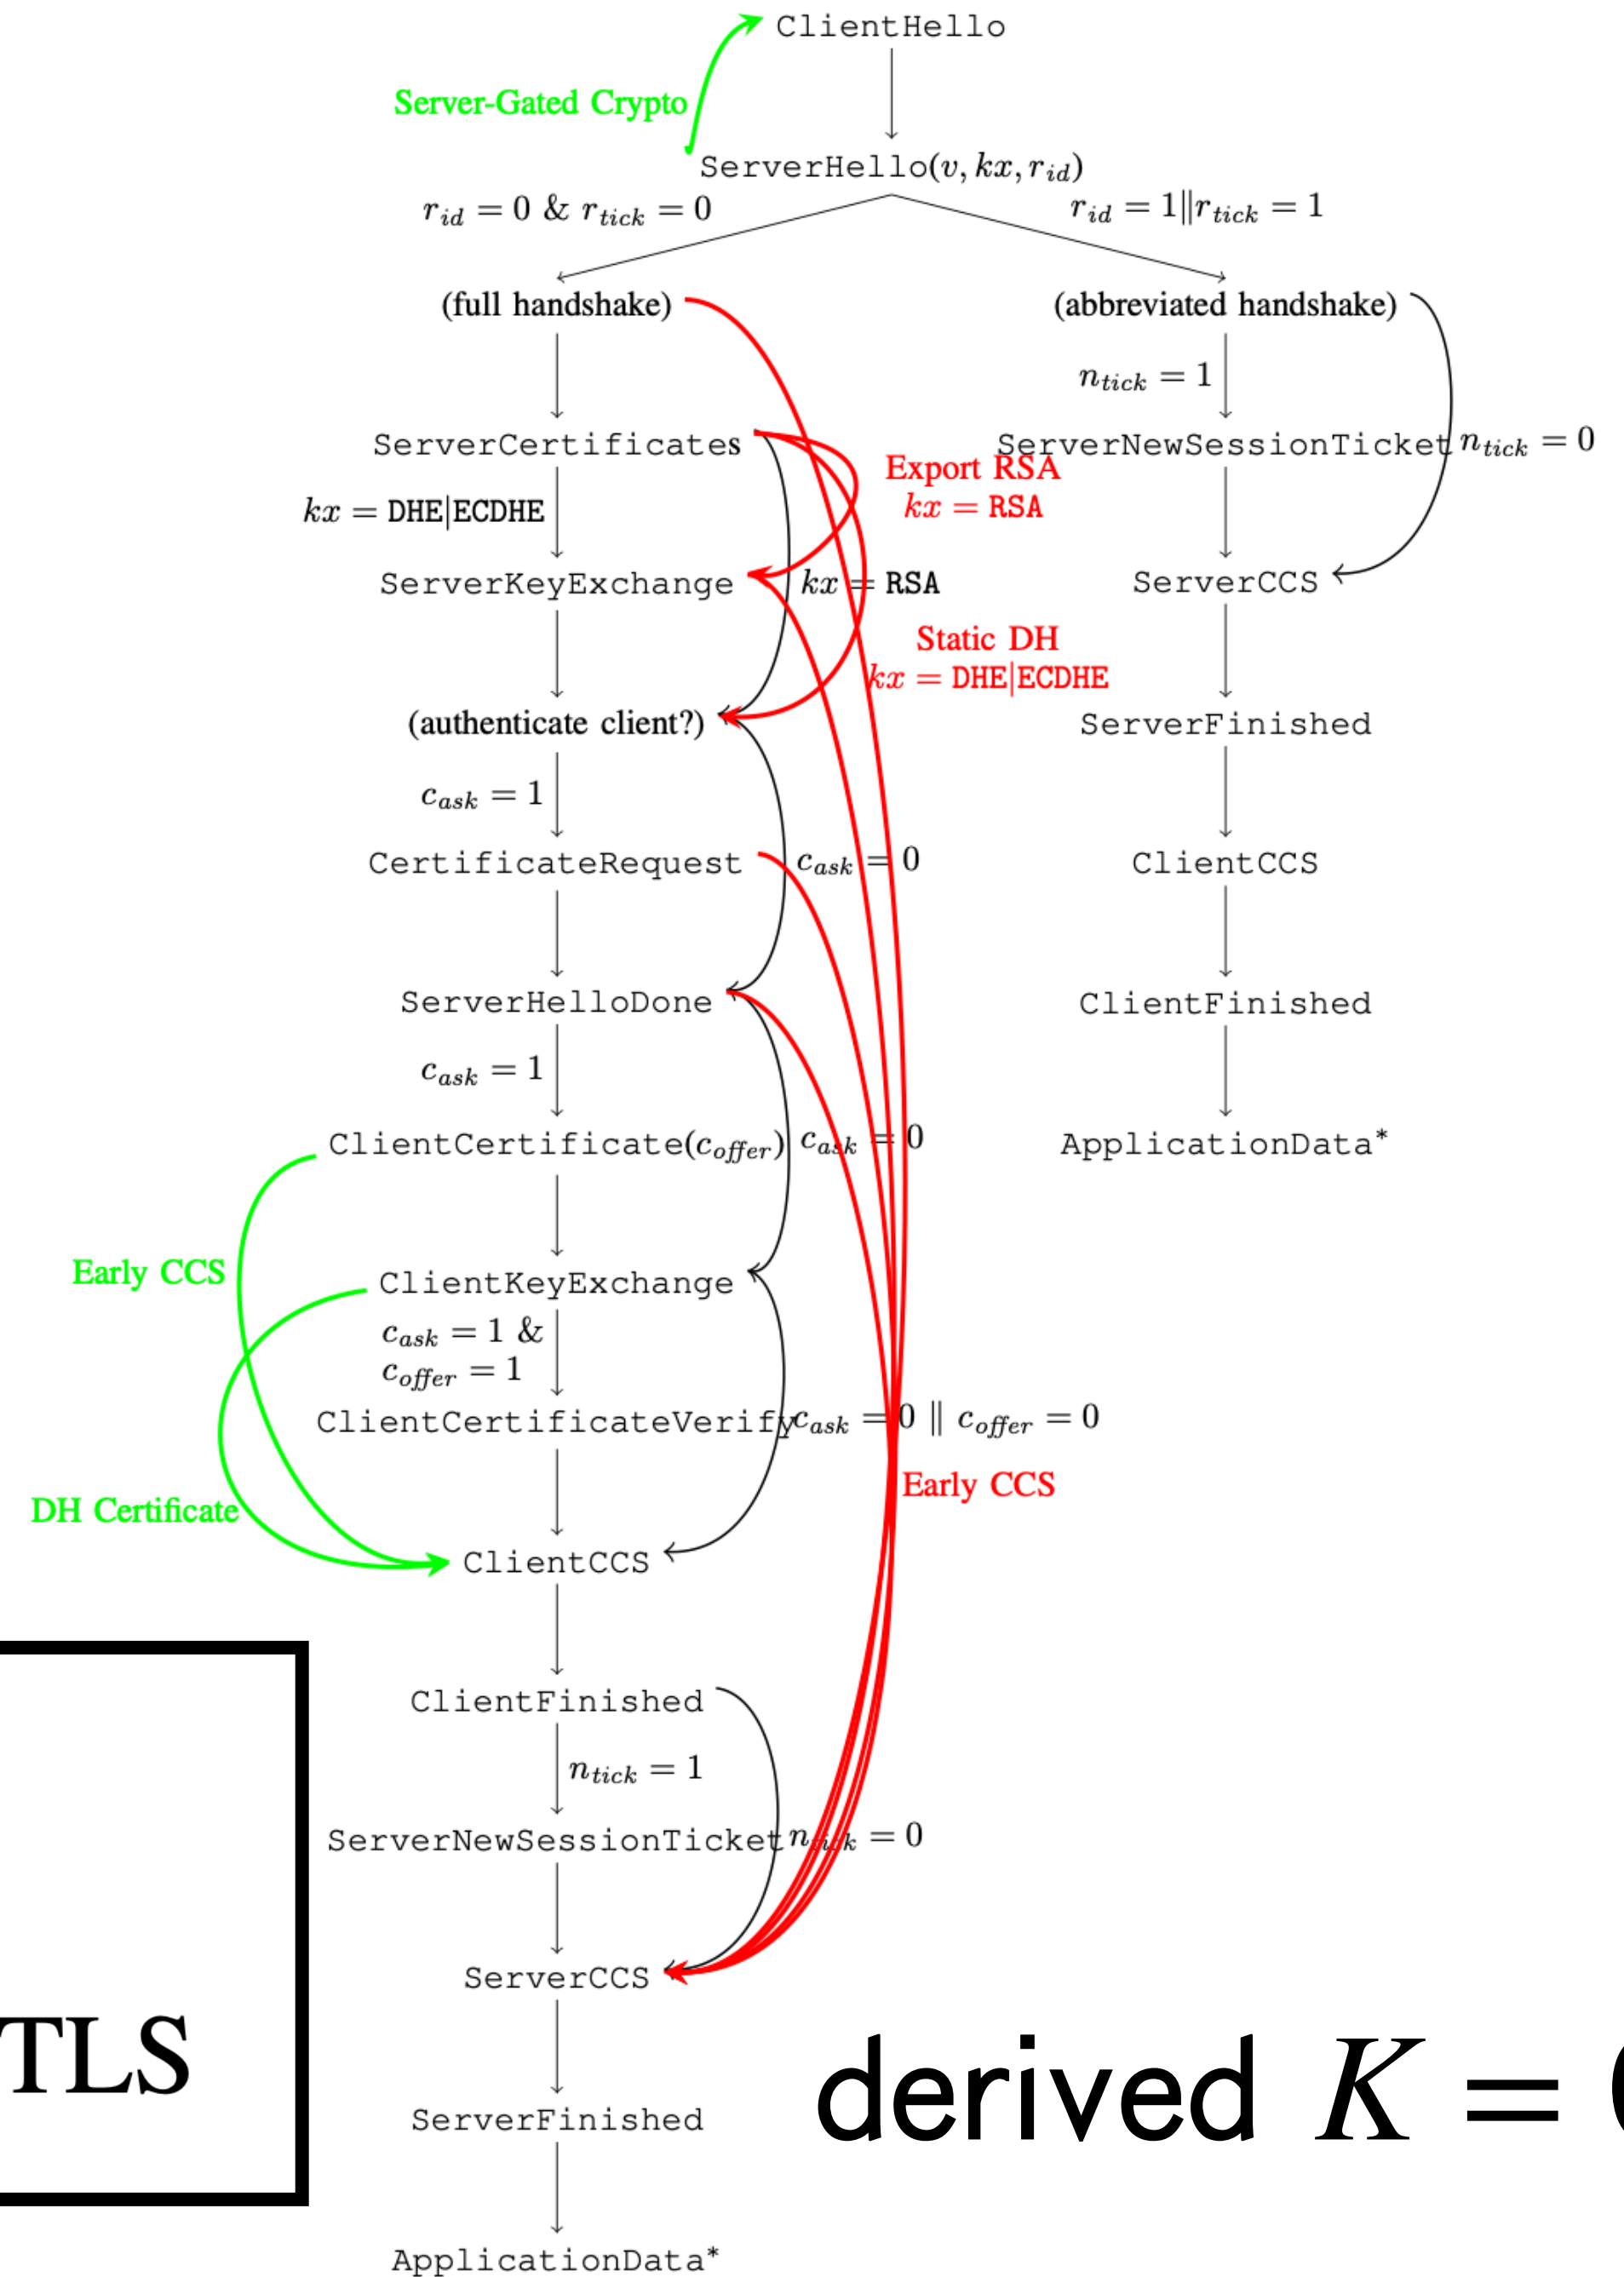 ClientHello
Server-Gated Crypto
ServerHello(v, kx, r_id)
r_id = 0 & r_tick = 0
r_id = 1||r_tick = 1
(full handshake)
(abbreviated handshake)
n_tick = 1
ServerCertificates
ServerNewSessionTicket
n_tick = 0
Export RSA
kx = RSA
kx = DHE|ECDHE
ServerKeyExchange
kx = RSA
ServerCCS
Static DH
kx = DHE|ECDHE
(authenticate client?)
ServerFinished
c_ask = 1
CertificateRequest
c_ask = 0
ClientCCS
ServerHelloDone
ClientFinished
c_ask = 1
ClientCertificate(c_offer)
c_ask = 0
ApplicationData*
Early CCS
ClientKeyExchange
c_ask = 1 &
c_offer = 1
ClientCertificateVerify
c_ask = 0 || c_offer = 0
Early CCS
DH Certificate
ClientCCS
ClientFinished
n_tick = 1
ServerNewSessionTicket
n_tick = 0
ServerCCS
TLS
ServerFinished
derived K =
ApplicationData*